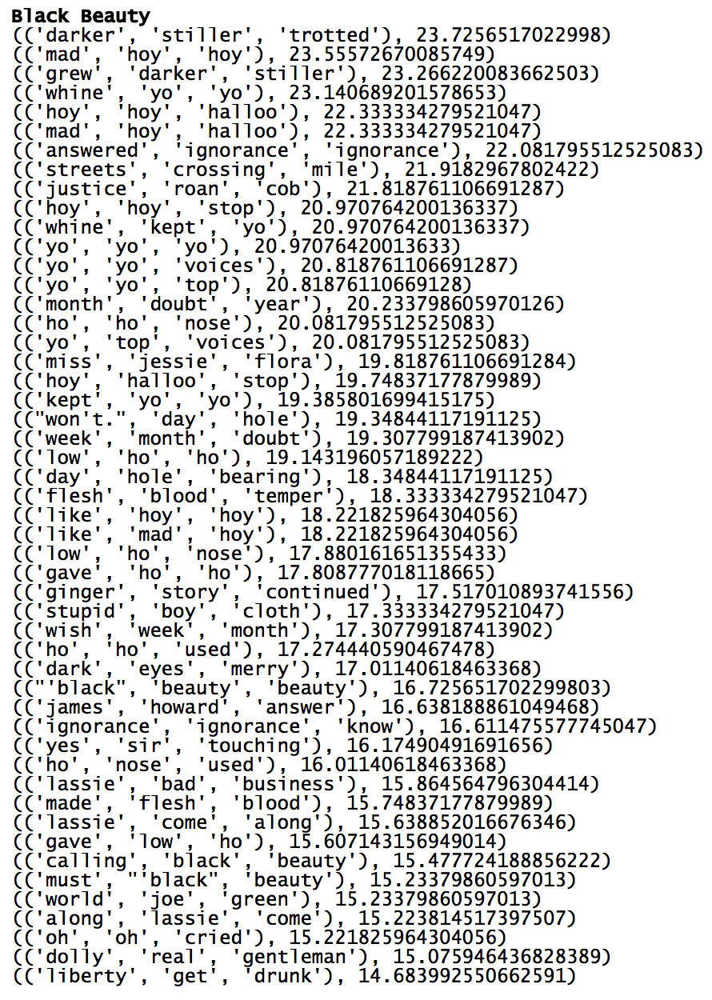 Black Beauty
(('darker', 'stiller', 'trotted'), 23.7256517022998)
(('mad', 'hoy', 'hoy'), 23.55572670085749)
(('grew', 'darker', 'stiller'), 23.266220083662503)
(('whine', 'yo', 'yo'), 23.140689201578653)
(('hoy', 'hoy', 'halloo'), 22.333334279521047)
(('mad', 'hoy', 'halloo'), 22.333334279521047)
(('answered', 'ignorance', 'ignorance'), 22.081795512525083)
(('streets', 'crossing', 'mile'), 21.9182967802422)
(('justice', 'roan', 'cob'), 21.818761106691287)
(('hoy', 'hoy', 'stop'), 20.970764200136337)
(('whine', 'kept', 'yo'), 20.970764200136337)
(('yo', 'yo', 'yo'), 20.97076420013633)
(('yo', 'yo', 'voices'), 20.818761106691287)
(('yo', 'yo', 'top'), 20.81876110669128)
(('month', 'doubt', 'year'), 20.233798605970126)
(('ho', 'ho', 'nose'), 20.081795512525083)
(('yo', 'top', 'voices'), 20.081795512525083)
(('miss', 'jessie', 'flora'), 19.818761106691284)
(('hoy', 'halloo', 'stop'), 19.74837177879989)
(('kept', 'yo', 'yo'), 19.385801699415175)
(("won't.", 'day', 'hole'), 19.34844117191125)
(('week', 'month', 'doubt'), 19.307799187413902)
(('low', 'ho', 'ho'), 19.143196057189222)
(('day', 'hole', 'bearing'), 18.34844117191125)
(('flesh', 'blood', 'temper'), 18.333334279521047)
(('like', 'hoy', 'hoy'), 18.221825964304056)
(('like', 'mad', 'hoy'), 18.221825964304056)
(('low', 'ho', 'nose'), 17.880161651355433)
(('gave', 'ho', 'ho'), 17.808777018118665)
(('ginger', 'story', 'continued'), 17.517010893741556)
(('stupid', 'boy', 'cloth'), 17.333334279521047)
(('wish', 'week', 'month'), 17.307799187413902)
(('ho', 'ho', 'used'), 17.274440590467478)
(('dark', 'eyes', 'merry'), 17.01140618463368)
(("'black", 'beauty', 'beauty'), 16.725651702299803)
(('james', 'howard', 'answer'), 16.638188861049468)
(('ignorance', 'ignorance', 'know'), 16.611475577745047)
(('yes', 'sir', 'touching'), 16.17490491691656)
(('ho', 'nose', 'used'), 16.01140618463368)
(('lassie', 'bad', 'business'), 15.864564796304414)
(('made', 'flesh', 'blood'), 15.74837177879989)
(('lassie', 'come', 'along'), 15.638852016676346)
(('gave', 'low', 'ho'), 15.607143156949014)
(('calling', 'black', 'beauty'), 15.477724188856222)
(('must', "'black", 'beauty'), 15.23379860597013)
(('world', 'joe', 'green'), 15.23379860597013)
(('along', 'lassie', 'come'), 15.223814517397507)
(('oh', 'oh', 'cried'), 15.221825964304056)
(('dolly', 'real', 'gentleman'), 15.075946436828389)
(('liberty', 'get', 'drunk'), 14.683992550662591)